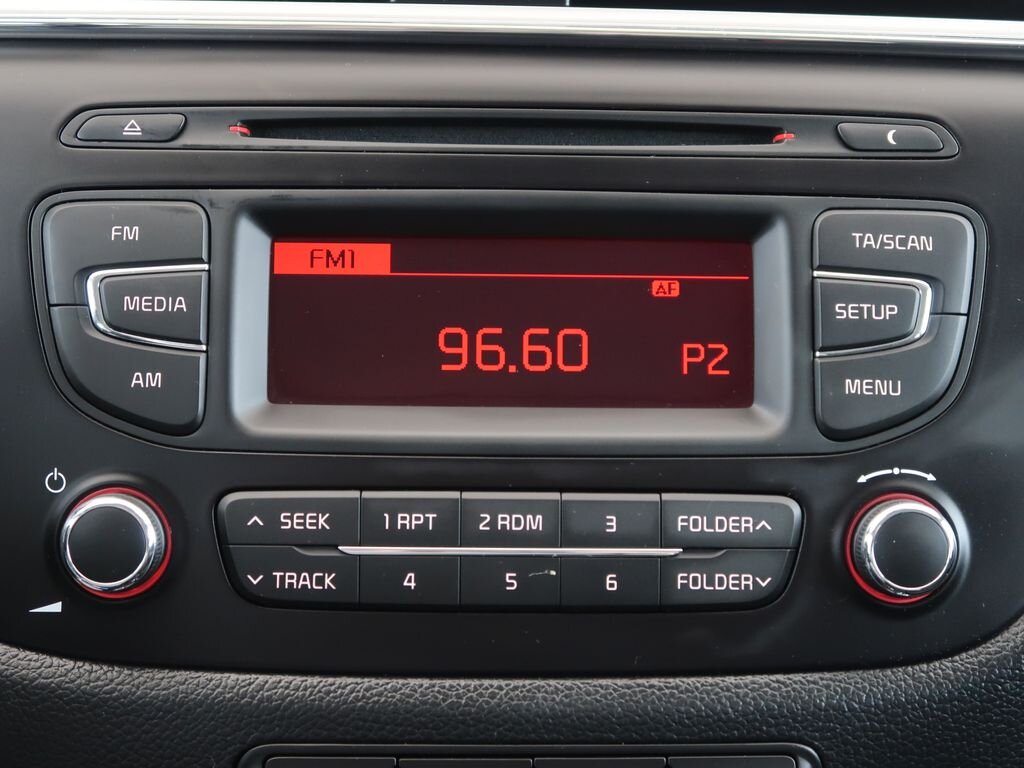 FM
MEDIA
AM
FM1
AF
96.60 P2
TA/SCAN
SETUP
MENU
SEEK 1 RPT 2 RDM 3 FOLDER
TRACK 4 5 6 FOLDER